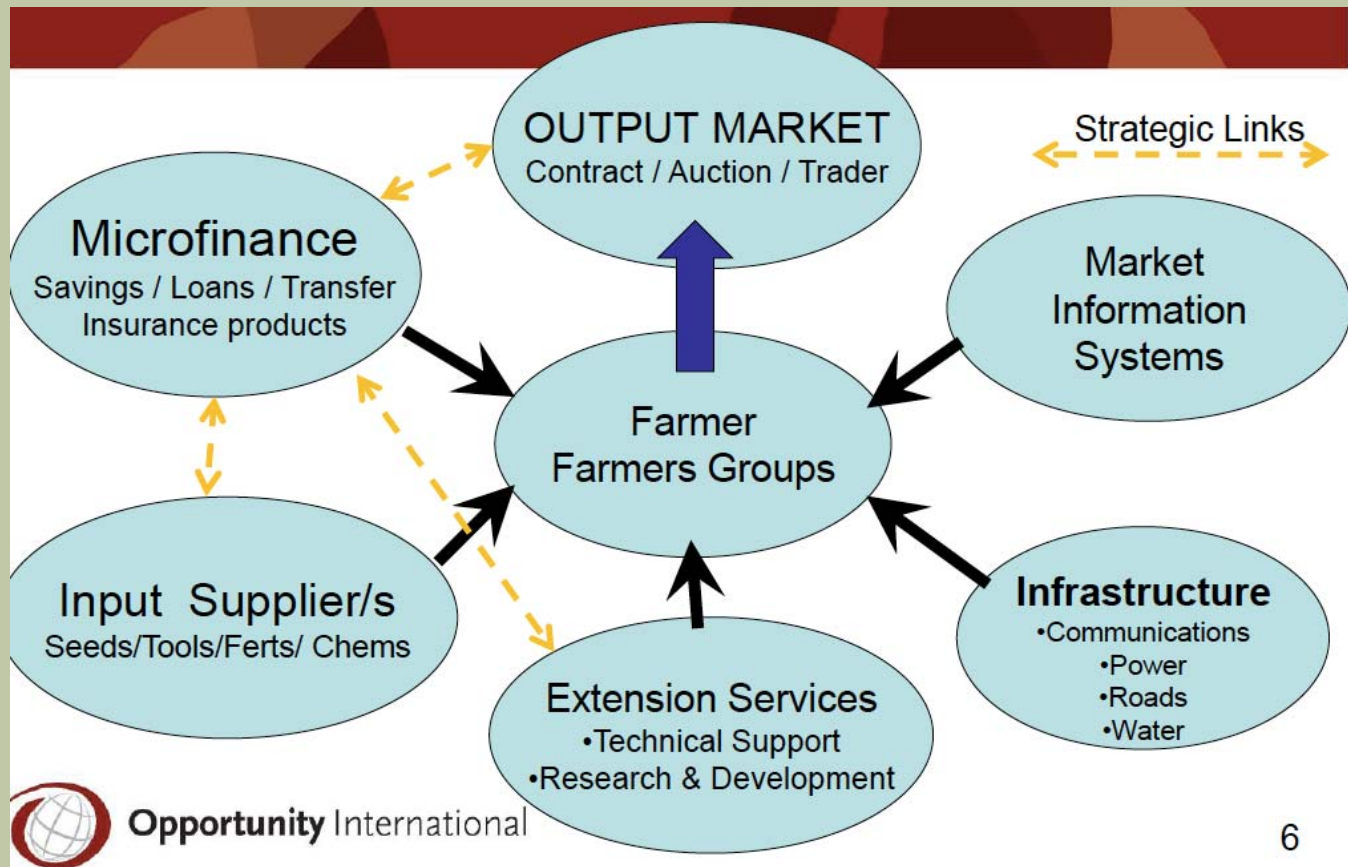 OUTPUT MARKET
Contract / Auction / Trader
Strategic Links
Microfinance
Savings / Loans / Transfer
Insurance products
Market
Information
Systems
Farmer
Farmers Groups
Input Supplier/s
Seeds/Tools/Ferts/ Chems
Extension Services
•Technical Support
•Research & Development
Infrastructure
•Communications
•Power
•Roads
•Water
Opportunity International
6